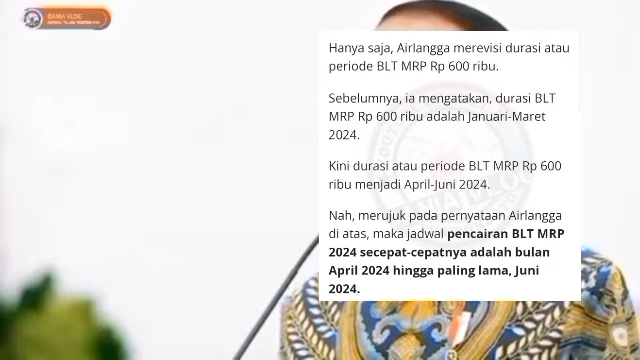 DANIA VLOG
Hanya saja, Airlangga merevisi durasi atau
periode BLT MRP Rp 600 ribu.
Sebelumnya, ia mengatakan, durasi BLT
MRP Rp 600 ribu adalah Januari-Maret
2024.
Kini durasi atau periode BLT MRP Rp 600
ribu menjadi April-Juni 2024.
Nah, merujuk pada pernyataan Airlangga
di atas, maka jadwal pencairan BLT MRP
2024 secepat-cepatnya adalah bulan
April 2024 hingga paling lama, Juni
2024.